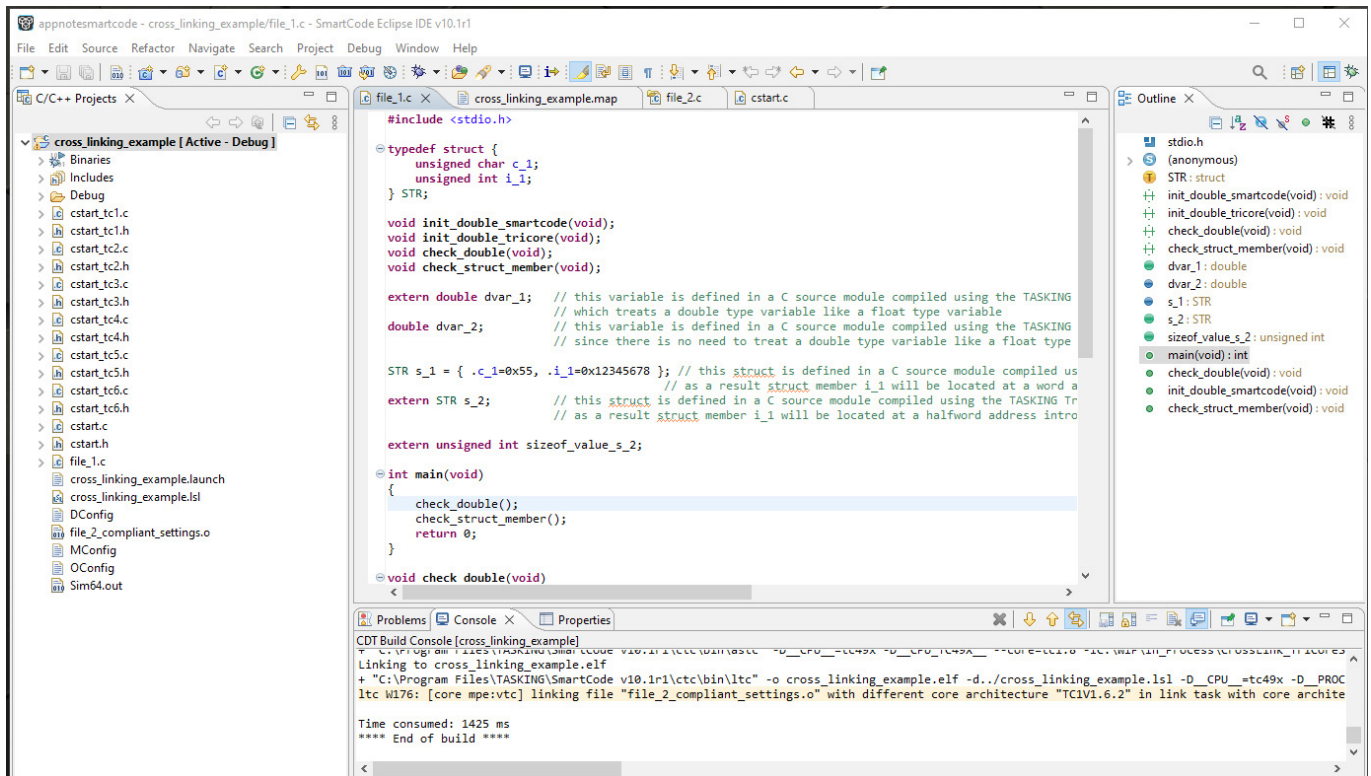 appnotesmartcode - cross_linking_example/file_1.c - SmartCode Eclipse IDE v10.1r1
File Edit Source Refactor Navigate Search Project Debug Window Help
C/C++ Projects
cross_linking_example [ Active - Debug ]
Binaries
Includes
Debug
cstart_tc1.c
cstart_tc1.h
cstart_tc2.c
cstart_tc2.h
cstart_tc3.c
cstart_tc3.h
cstart_tc4.c
cstart_tc4.h
cstart_tc5.c
cstart_tc5.h
cstart_tc6.c
cstart_tc6.h
cstart.c
cstart.h
file_1.c
cross_linking_example.launch
cross_linking_example.lsl
DConfig
file_2_compliant_settings.o
MConfig
OConfig
Sim64.out
file_1.c cross_linking_example.map file_2.c cstart.c
#include <stdio.h>
typedef struct {
unsigned char c_1;
unsigned int i_1;
} STR;
void init_double_smartcode(void);
void init_double_tricore(void);
void check_double(void);
void check_struct_member(void);
extern double dvar_1; // this variable is defined in a C source module compiled using the TASKING
// which treats a double type variable like a float type variable
double dvar_2; // this variable is defined in a C source module compiled using the TASKING
// since there is no need to treat a double type variable like a float type
STR s_1 = { .c_1=0x55, .i_1=0x12345678 }; // this struct is defined in a C source module compiled us
// as a result struct member i_1 will be located at a word a
extern STR s_2; // this struct is defined in a C source module compiled using the TASKING Tr
// as a result struct member i_1 will be located at a halfword address intro
extern unsigned int sizeof_value_s_2;
int main(void)
{
check_double();
check_struct_member();
return 0;
}
void check_double(void)
Outline
stdio.h
(anonymous)
STR : struct
init_double_smartcode(void) : void
init_double_tricore(void) : void
check_double(void) : void
check_struct_member(void) : void
dvar_1 : double
dvar_2 : double
s_1 : STR
s_2 : STR
sizeof_value_s_2 : unsigned int
main(void) : int
check_double(void) : void
init_double_smartcode(void) : void
check_struct_member(void) : void
Problems Console Properties
CDT Build Console [cross_linking_example]
Linking to cross_linking_example.elf
+ "C:\Program Files\TASKING\SmartCode v10.1r1\ctc\bin\ltc" -o cross_linking_example.elf -d../cross_linking_example.lsl -D__CPU__=tc49x -D__PROC
ltc W176: [core mpe:vtc] linking file "file_2_compliant_settings.o" with different core architecture "TC1V1.6.2" in link task with core archite
Time consumed: 1425 ms
**** End of build ****